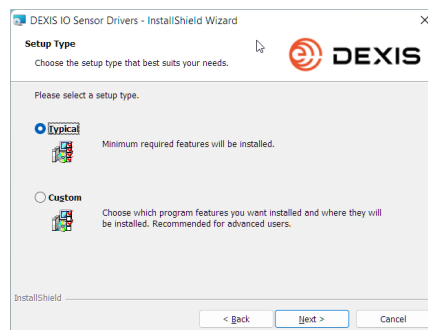 DEXIS IO Sensor Drivers - InstallShield Wizard
Setup Type
Choose the setup type that best suits your needs.
DEXIS
Please select a setup type.
Typical
Minimum required features will be installed.
Custom
Choose which program features you want installed and where they will
be installed. Recommended for advanced users.
InstallShield
< Back
Next >
Cancel